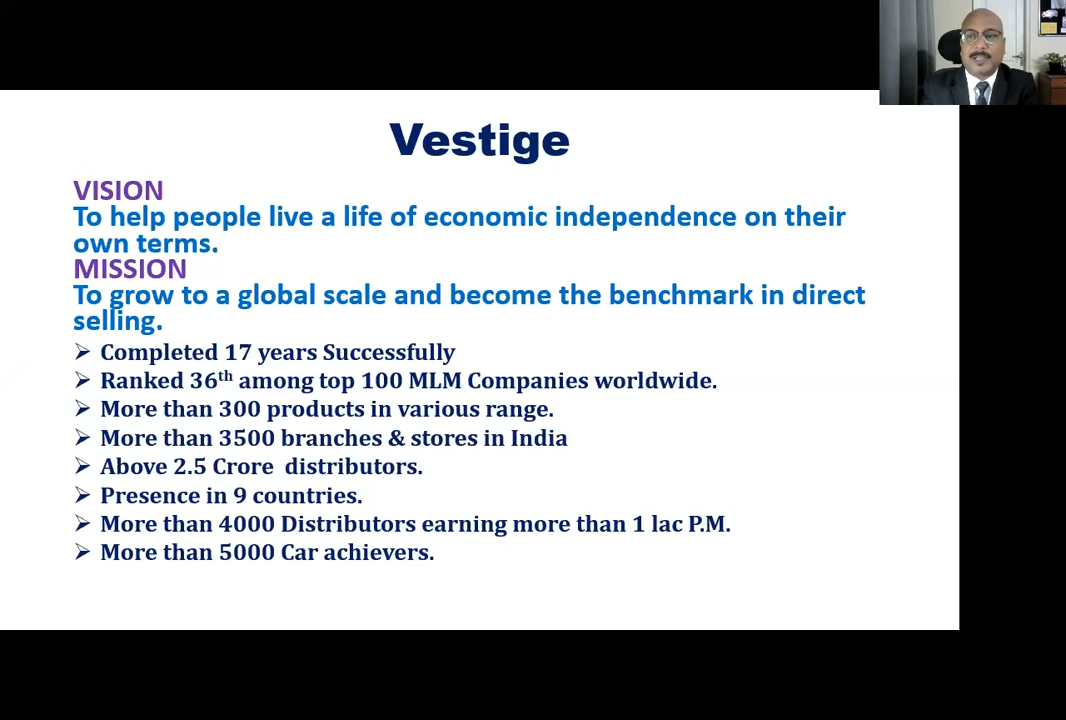 Vestige
VISION
To help people live a life of economic independence on their
own terms.
MISSION
To grow to a global scale and become the benchmark in direct
selling.
➢ Completed 17 years Successfully
➢ Ranked 36th among top 100 MLM Companies worldwide.
➢ More than 300 products in various range.
➢ More than 3500 branches & stores in India
➢ Above 2.5 Crore  distributors.
➢ Presence in 9 countries.
➢ More than 4000 Distributors earning more than 1 lac P.M.
➢ More than 5000 Car achievers.